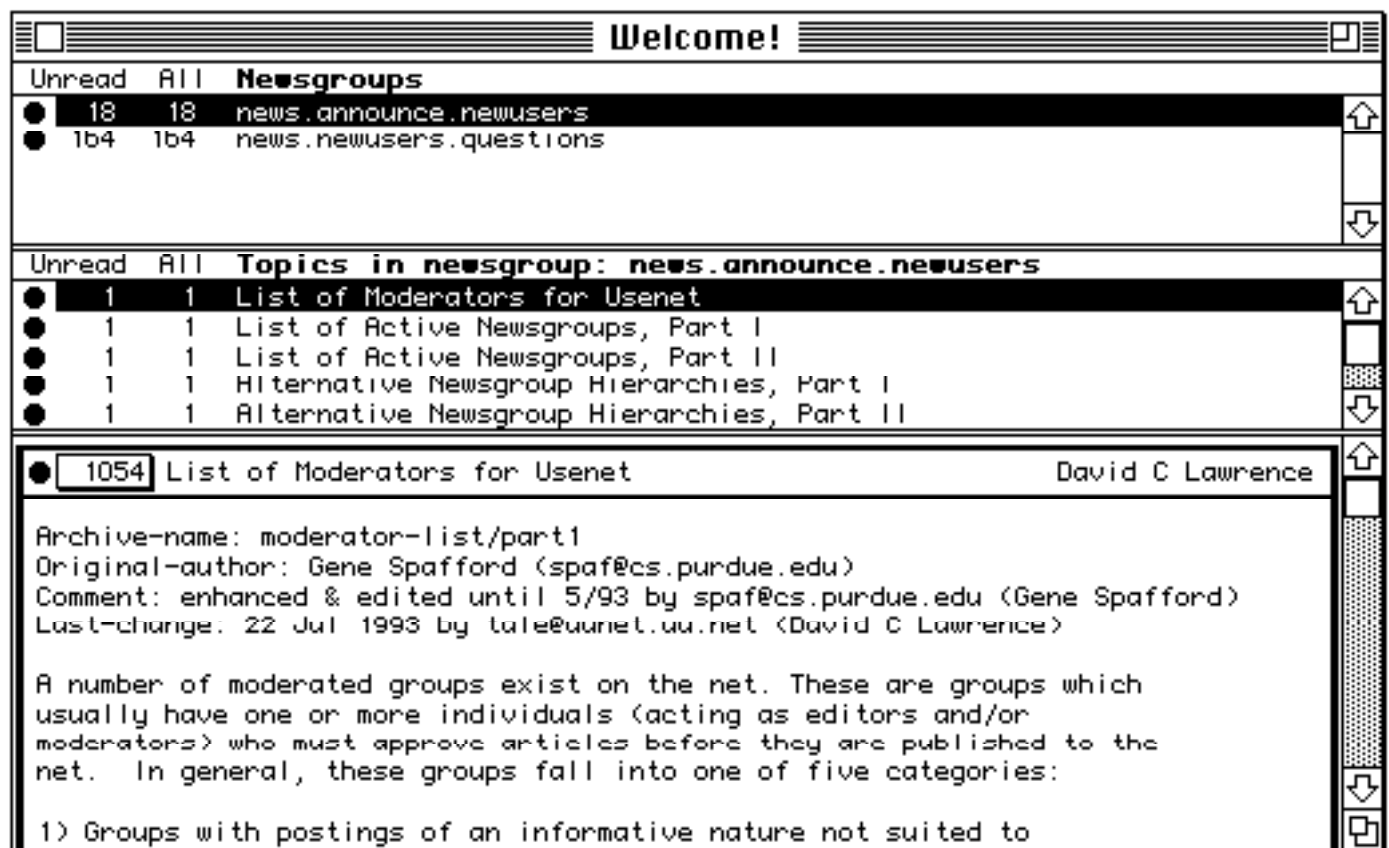 Welcome!
Unread All Newsgroups
18 18 news.announce.newusers
164 164 news.newusers.questions
Unread All Topics in newsgroup: news.announce.newusers
1 1 List of Moderators for Usenet
1 1 List of Active Newsgroups, Part I
1 1 List of Active Newsgroups, Part II
1 1 Alternative Newsgroup Hierarchies, Part I
1 1 Alternative Newsgroup Hierarchies, Part II
1054 List of Moderators for Usenet David C Lawrence
Archive-name: moderator-list/part1
Original-author: Gene Spafford (spaf@cs.purdue.edu)
Comment: enhanced & edited until 5/93 by spaf@cs.purdue.edu (Gene Spafford)
Last-change: 22 Jul 1993 by tale@uunet.uu.net (David C Lawrence)
A number of moderated groups exist on the net. These are groups which
usually have one or more individuals (acting as editors and/or
moderators) who must approve articles before they are published to the
net. In general, these groups fall into one of five categories:
1) Groups with postings of an informative nature not suited to